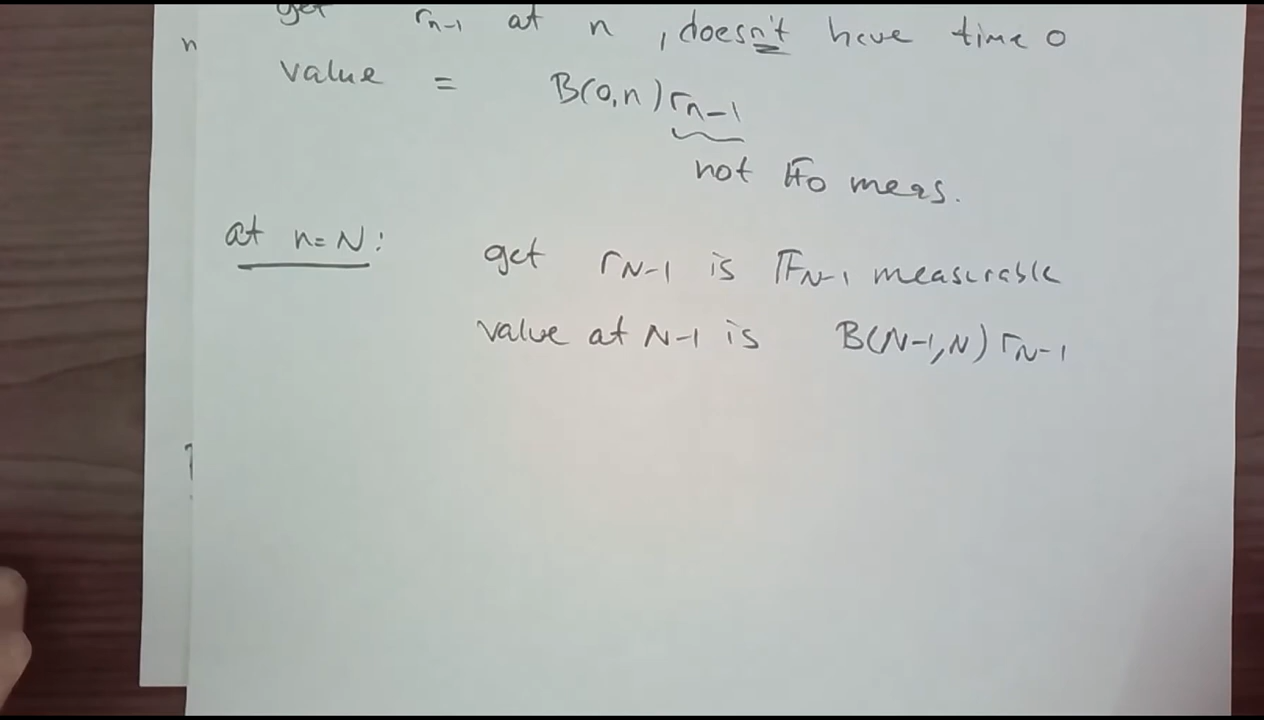 get r_{n-1} at n , doesn't have time 0
n
value = B(0,n) r_{n-1}
not F_0 meas.
at n=N: get r_{N-1} is F_{N-1} measurable
value at N-1 is B(N-1,N) r_{N-1}